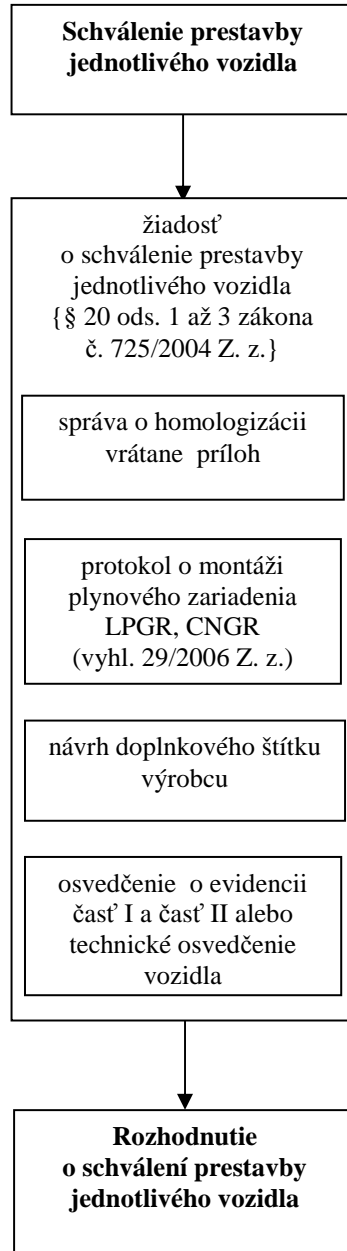 Schválenie prestavby
jednotlivého vozidla
žiadosť
o schválenie prestavby
jednotlivého vozidla
{§ 20 ods. 1 až 3 zákona
č. 725/2004 Z. z.}
správa o homologizácii
vrátane príloh
protokol o montáži
plynového zariadenia
LPGR, CNGR
(vyhl. 29/2006 Z. z.)
návrh doplnkového štítku
výrobcu
osvedčenie o evidencii
časť I a časť II alebo
technické osvedčenie
vozidla
Rozhodnutie
o schválení prestavby
jednotlivého vozidla